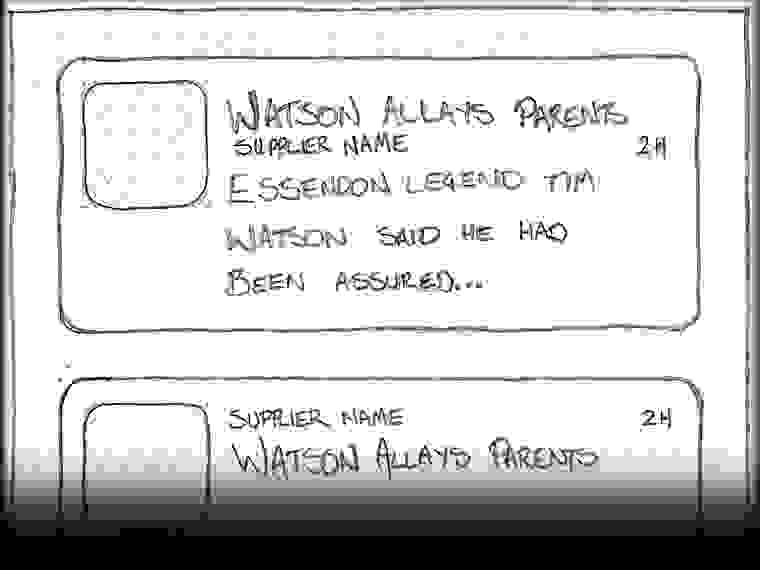 WATSON ALLAYS PARENTS
SUPPLIER NAME 2H
ESSENDON LEGEND TIM
WATSON SAID HE HAD
BEEN ASSURED...
SUPPLIER NAME 2H
WATSON ALLAYS PARENTS